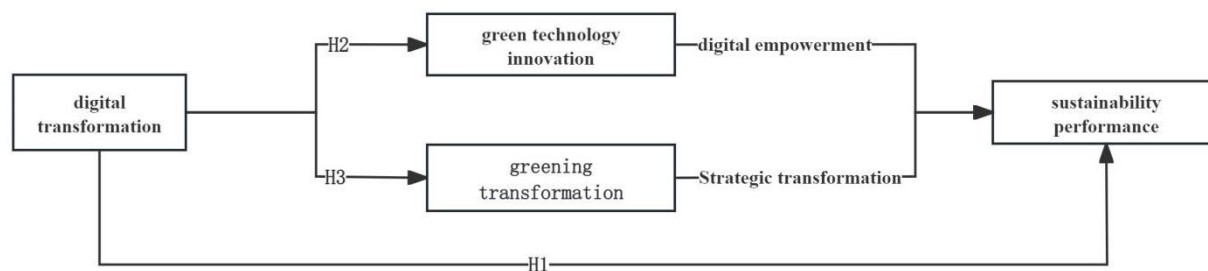 digital
transformation
H2
green technology
innovation
digital empowerment
H3
greening
transformation
Strategic transformation
sustainability
performance
H1